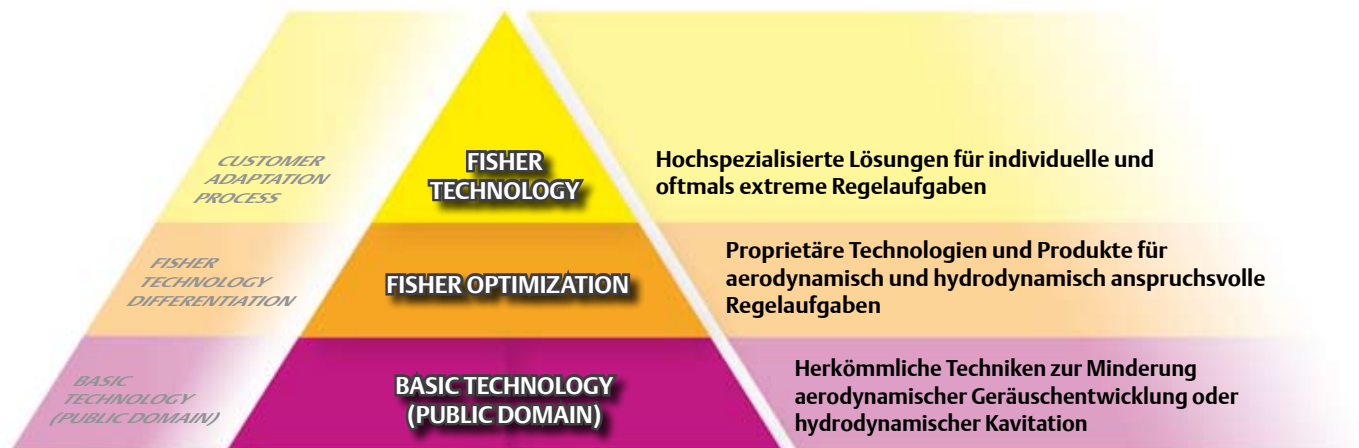 CUSTOMER
ADAPTATION
PROCESS
FISHER
TECHNOLOGY
Hochspezialisierte Lösungen für individuelle und
oftmals extreme Regelaufgaben
FISHER
TECHNOLOGY
DIFFERENTIATION
FISHER OPTIMIZATION
Proprietäre Technologien und Produkte für
aerodynamisch und hydrodynamisch anspruchsvolle
Regelaufgaben
BASIC
TECHNOLOGY
(PUBLIC DOMAIN)
BASIC TECHNOLOGY
(PUBLIC DOMAIN)
Herkömmliche Techniken zur Minderung
aerodynamischer Geräuschentwicklung oder
hydrodynamischer Kavitation